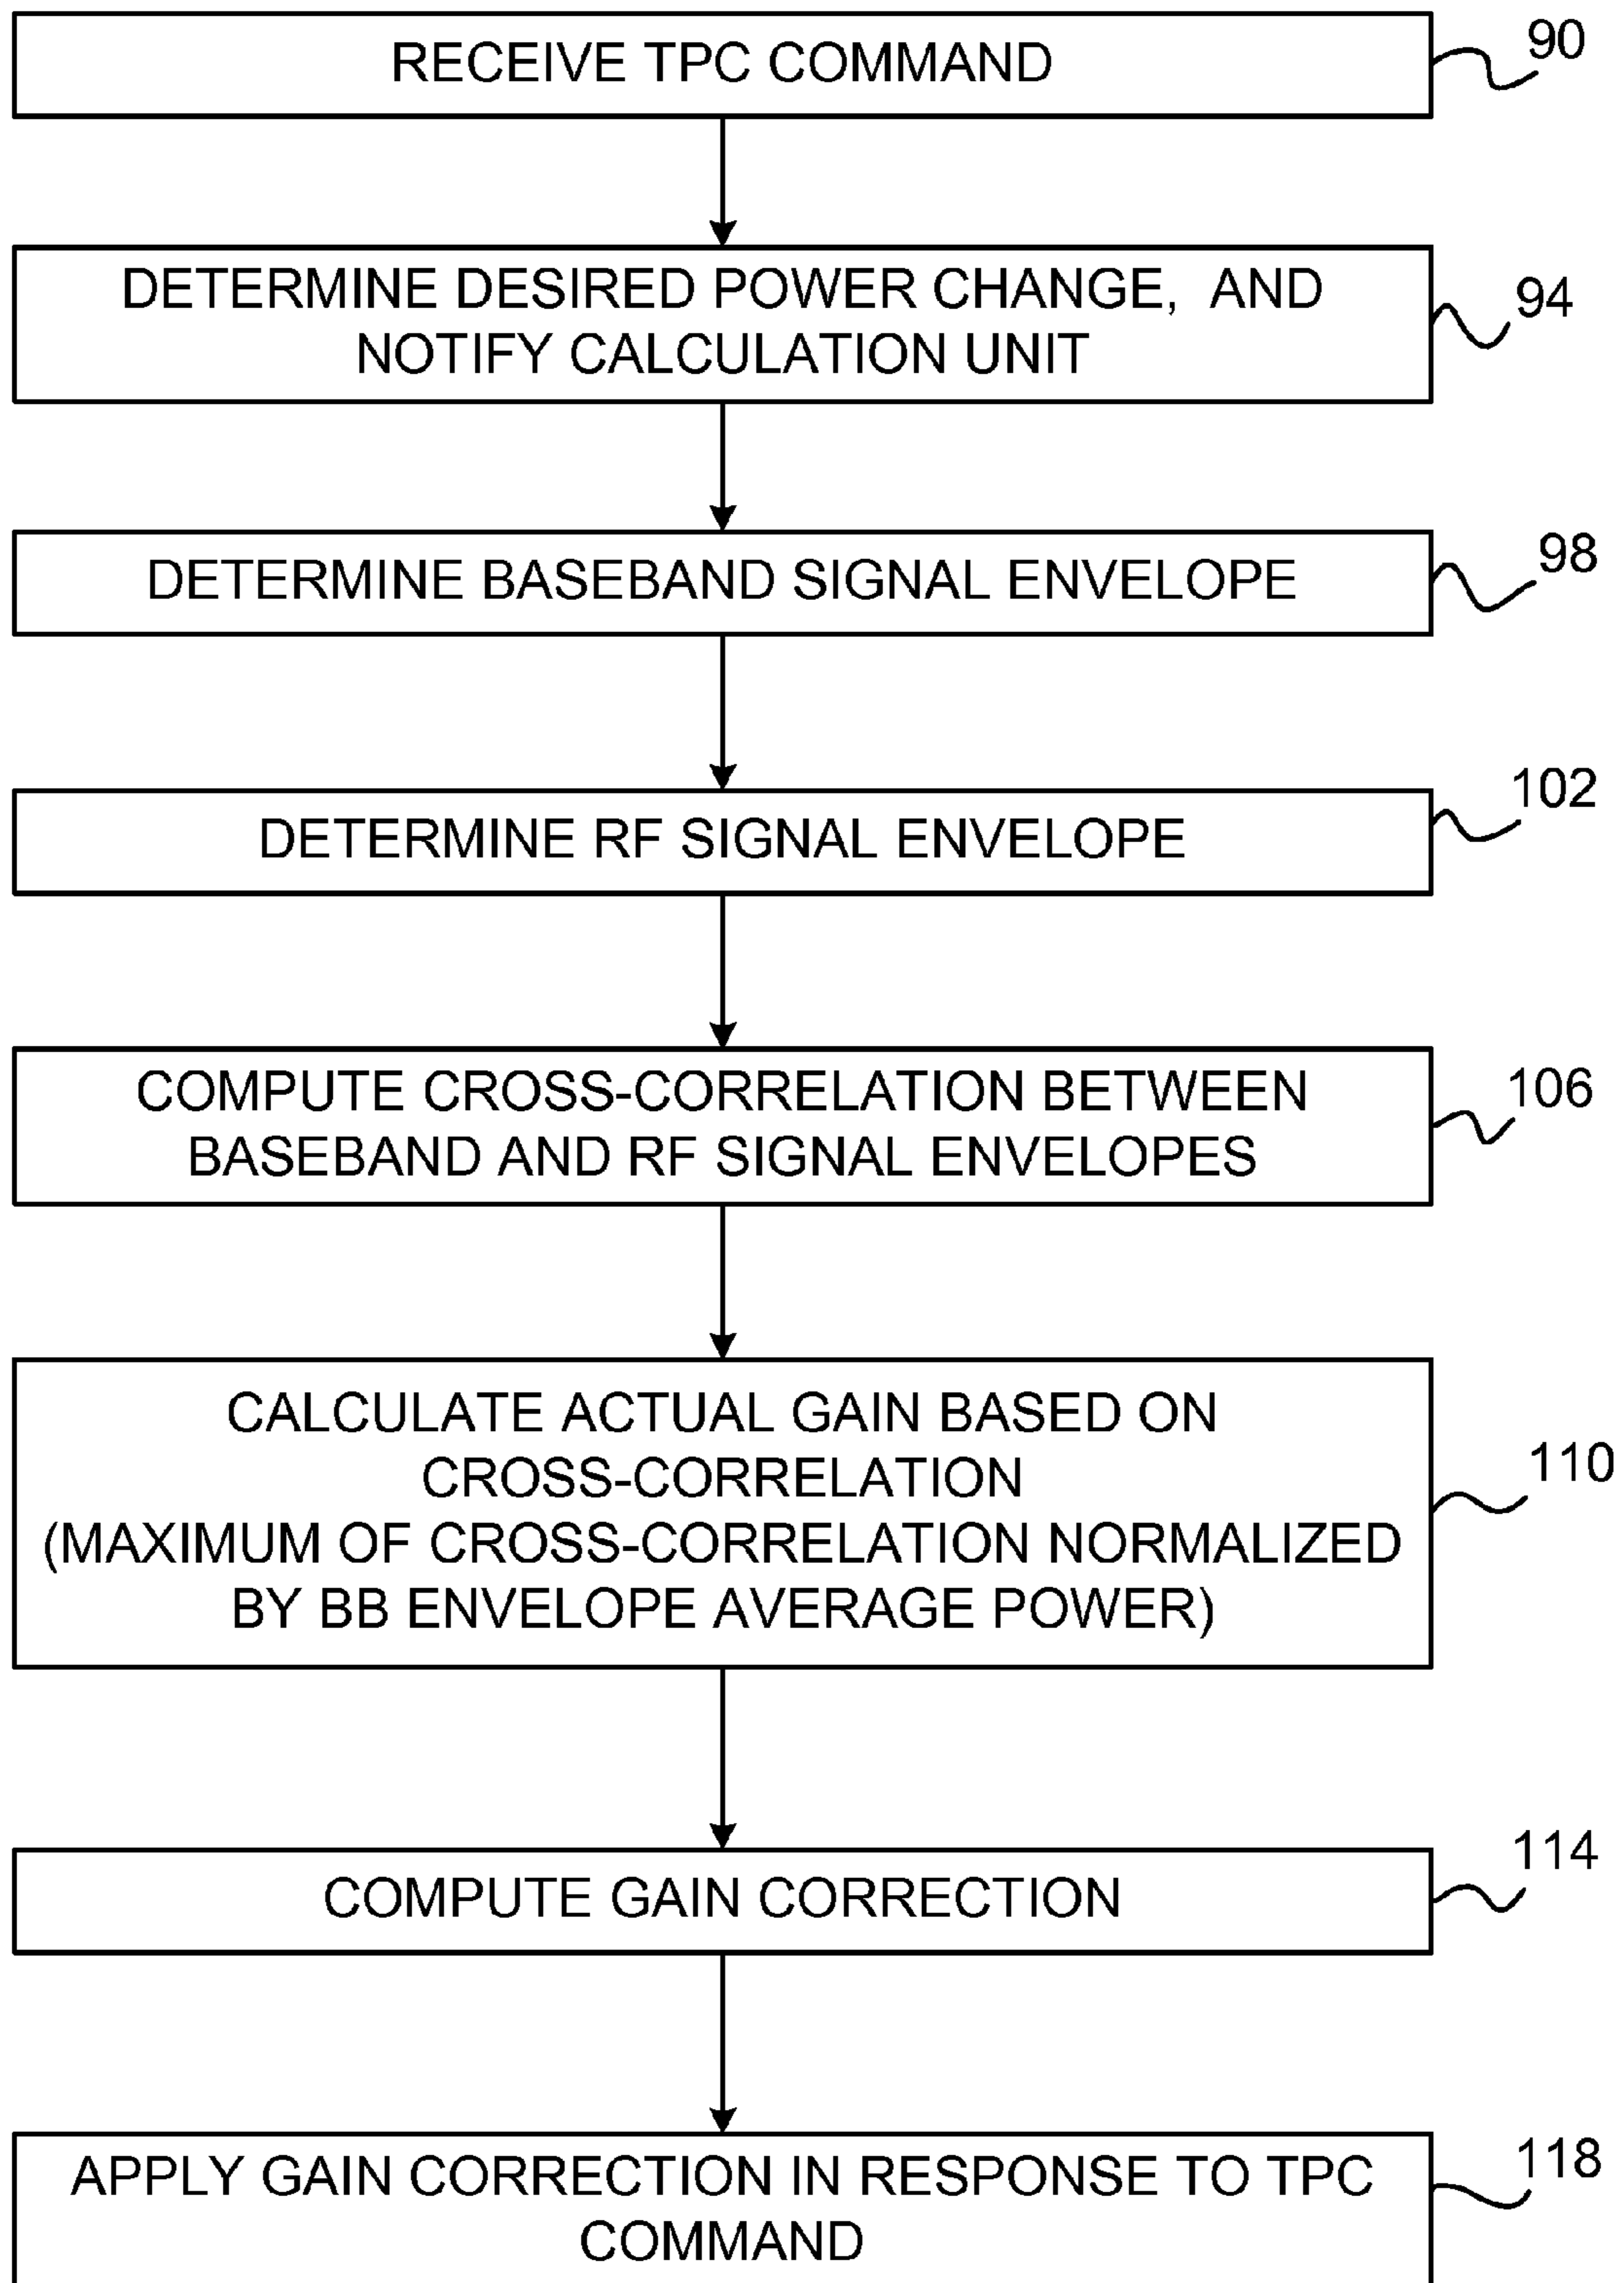 RECEIVE TPC COMMAND
90
DETERMINE DESIRED POWER CHANGE, AND
NOTIFY CALCULATION UNIT
94
DETERMINE BASEBAND SIGNAL ENVELOPE
98
DETERMINE RF SIGNAL ENVELOPE
102
COMPUTE CROSS-CORRELATION BETWEEN
BASEBAND AND RF SIGNAL ENVELOPES
106
CALCULATE ACTUAL GAIN BASED ON
CROSS-CORRELATION
(MAXIMUM OF CROSS-CORRELATION NORMALIZED
BY BB ENVELOPE AVERAGE POWER)
110
COMPUTE GAIN CORRECTION
114
APPLY GAIN CORRECTION IN RESPONSE TO TPC
COMMAND
118